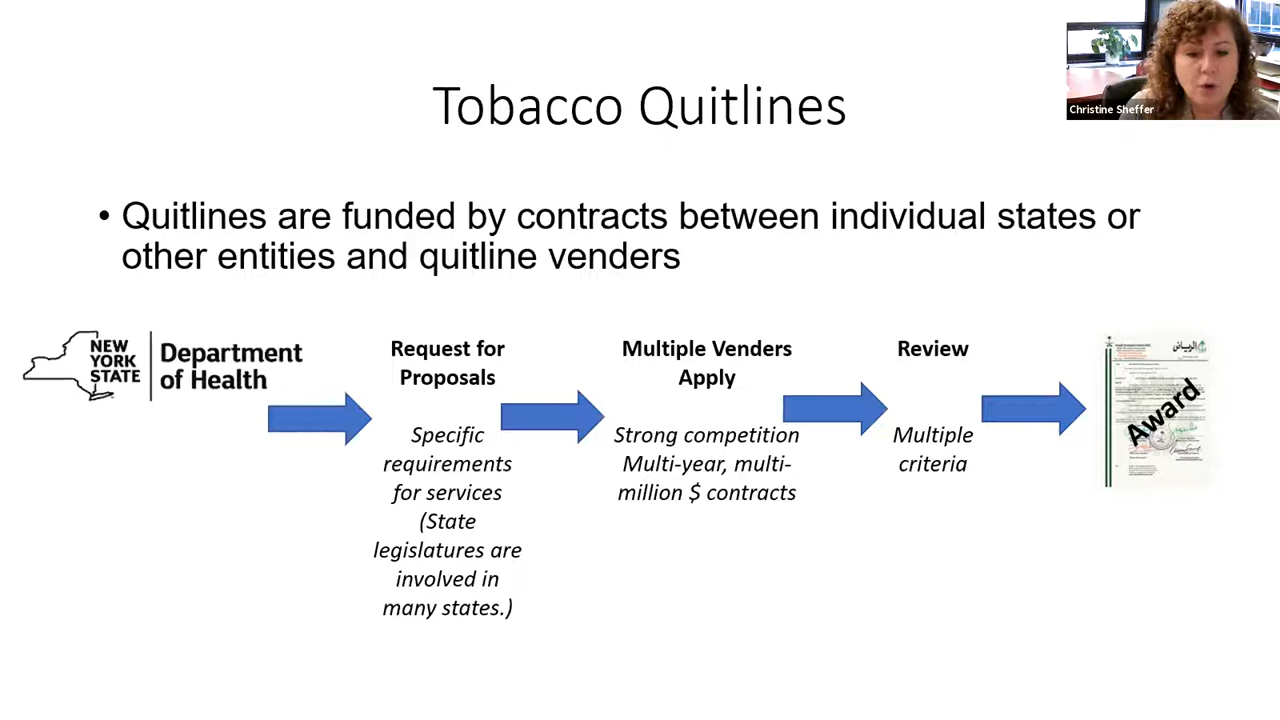 Christine Sheffer
Tobacco Quitlines
• Quitlines are funded by contracts between individual states or
other entities and quitline venders
NEW
YORK
STATE
Department
of Health
Request for
Proposals
Specific
requirements
for services
(State
legislatures are
involved in
many states.)
Multiple Venders
Apply
Strong competition
Multi-year, multi-
million $ contracts
Review
Multiple
criteria
Award